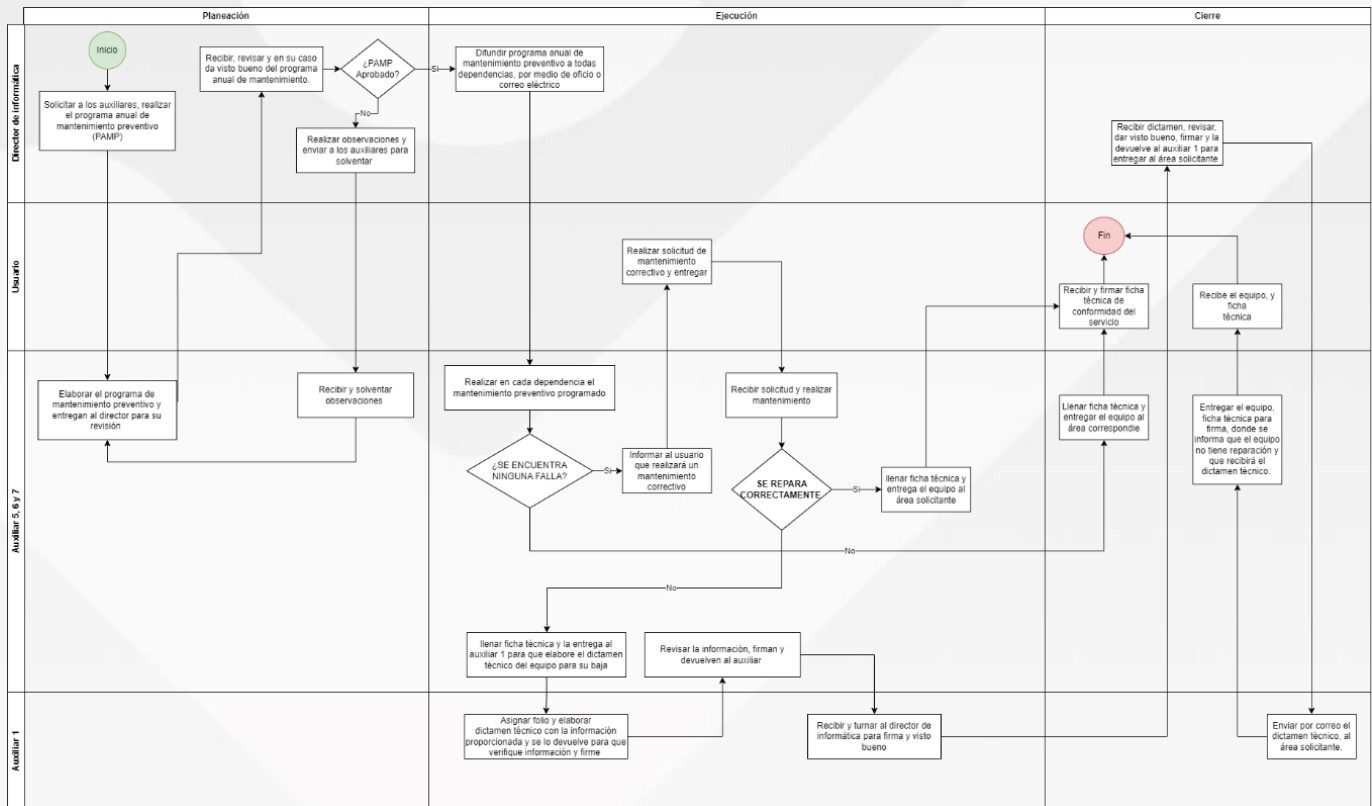 Planeación
Ejecución
Cierre
Director de informática
Inicio
Solicitar a los auxiliares, realizar
el programa anual de
mantenimiento preventivo
(PAMP)
Recibir, revisar y en su caso
da visto bueno del programa
anual de mantenimiento.
¿PAMP
Aprobado?
Si
No
Realizar observaciones y
enviar a los auxiliares para
solventar
Difundir programa anual de
mantenimiento preventivo a todas
dependencias, por medio de oficio o
correo eléctrico
Recibir dictamen, revisar,
dar visto bueno, firmar y la
devuelve al auxiliar 1 para
entregar al área solicitante
Usuario
Realizar solicitud de
mantenimiento
correctivo y entregar
Fin
Recibir y firmar ficha
técnica de
conformidad del
servicio
Recibe el equipo, y
ficha
técnica
Auxiliar 5, 6 y 7
Elaborar el programa de
mantenimiento preventivo y
entregan al director para su
revisión
Recibir y solventar
observaciones
Realizar en cada dependencia el
mantenimiento preventivo programado
¿SE ENCUENTRA
NINGUNA FALLA?
Si
Informar al usuario
que realizará un
mantenimiento
correctivo
Recibir solicitud y realizar
mantenimiento
SE REPARA
CORRECTAMENTE
Si
llenar ficha técnica y
entrega el equipo al
área solicitante
Llenar ficha técnica y
entregar el equipo al
área correspondie
Entregar el equipo,
ficha técnica para
firma, donde se
informa que el equipo
no tiene reparación y
que recibirá el
dictamen técnico.
No
No
llenar ficha técnica y la entrega al
auxiliar 1 para que elabore el dictamen
técnico del equipo para su baja
Revisar la información, firman y
devuelven al auxiliar
Auxiliar 1
Asignar folio y elaborar
dictamen técnico con la información
proporcionada y se lo devuelve para que
verifique información y firme
Recibir y turnar al director de
informática para firma y visto
bueno
Enviar por correo el
dictamen técnico, al
área solicitante.